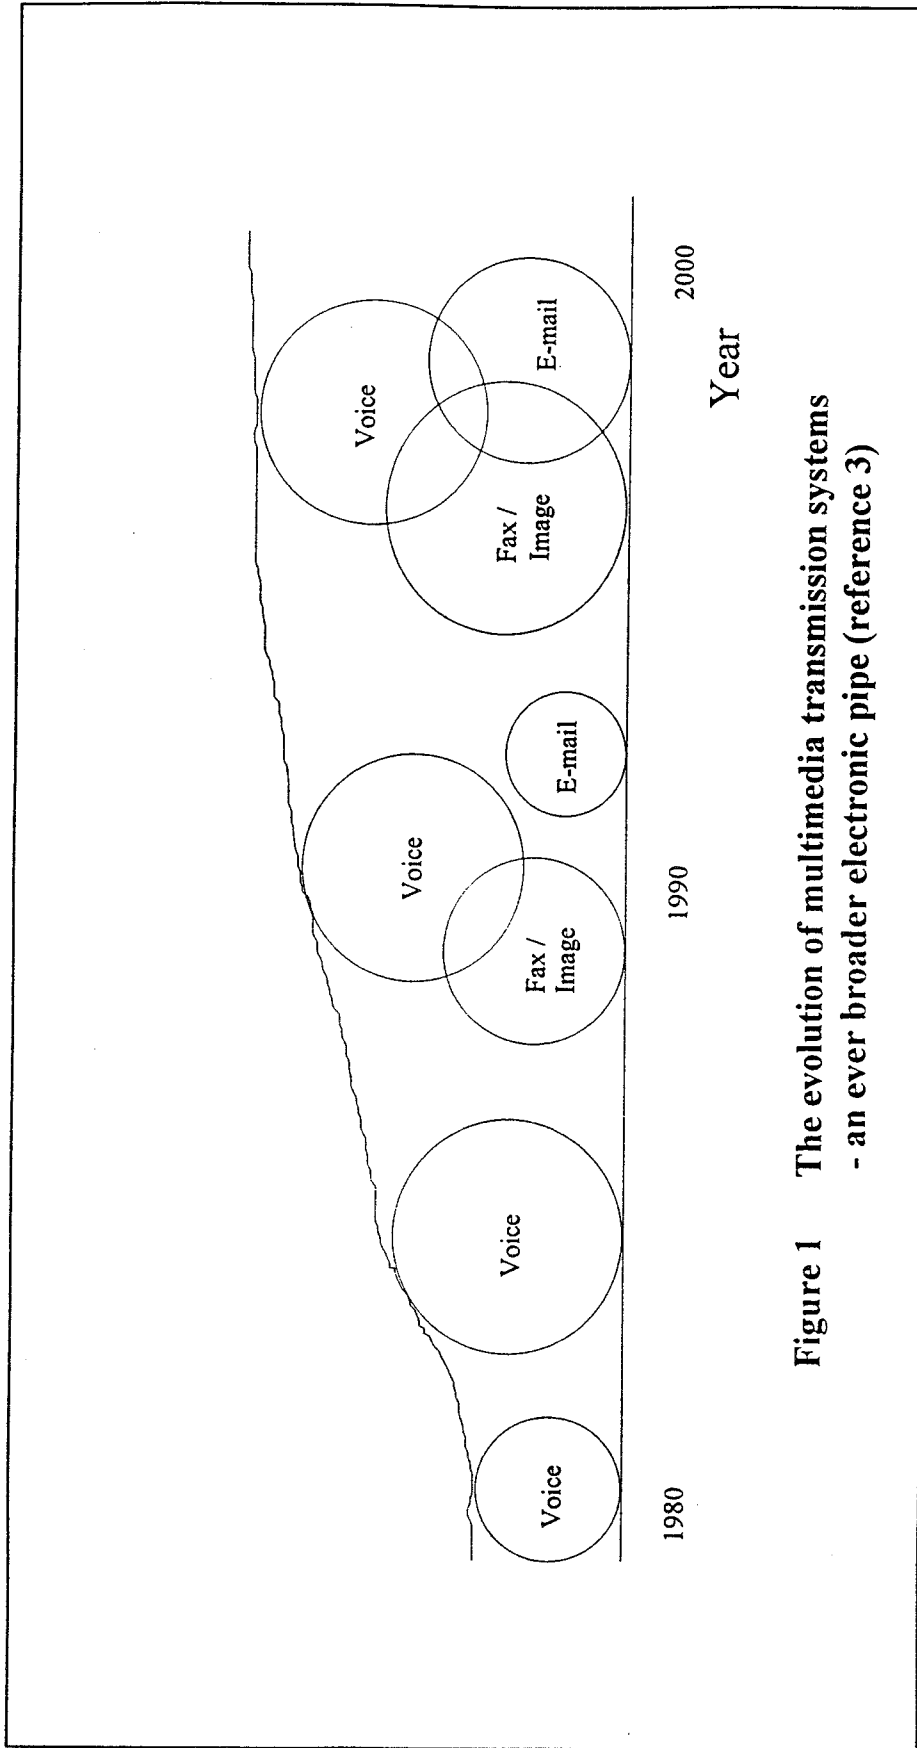 Voice
Voice
Fax /
Image
Voice
E-mail
Fax /
Image
Voice
E-mail
1980
1990
2000
Year
Figure 1 The evolution of multimedia transmission systems
- an ever broader electronic pipe (reference 3)